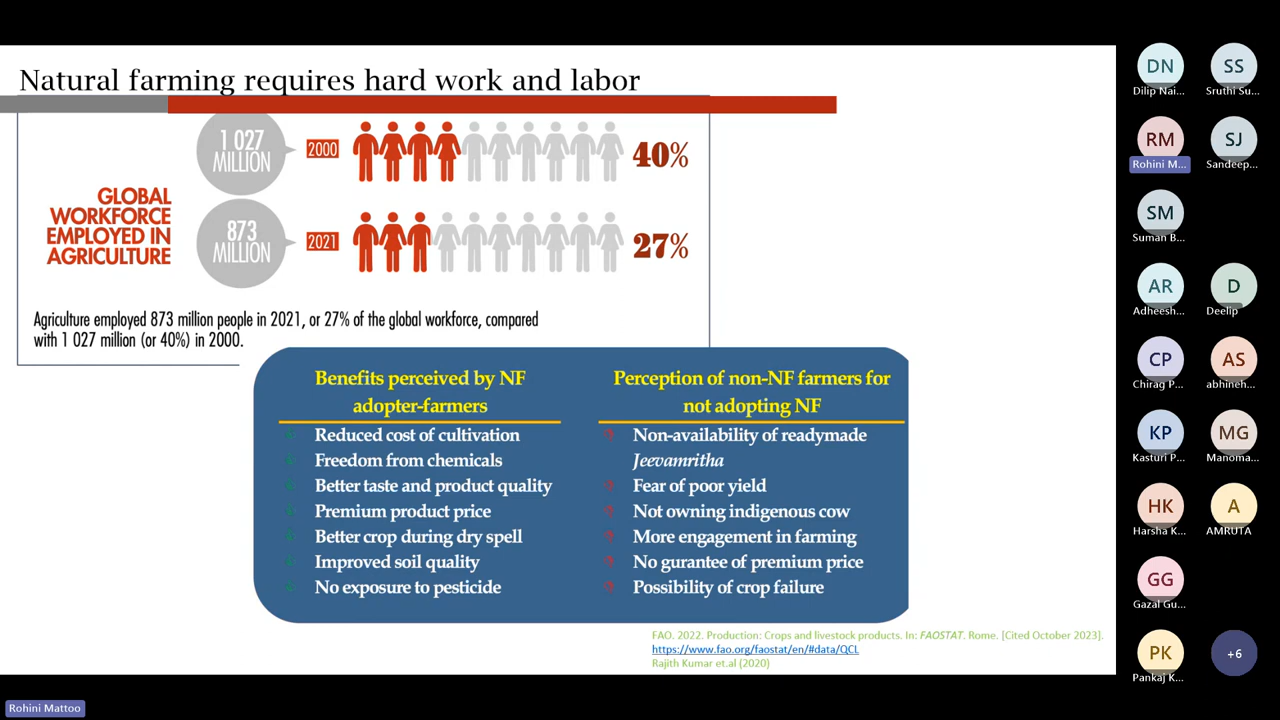 Natural farming requires hard work and labor
GLOBAL
WORKFORCE
EMPLOYED IN
AGRICULTURE
1 027
MILLION
2000
40%
873
MILLION
2021
27%
Agriculture employed 873 million people in 2021, or 27% of the global workforce, compared
with 1 027 million (or 40%) in 2000.
Benefits perceived by NF
adopter-farmers
Reduced cost of cultivation
Freedom from chemicals
Better taste and product quality
Premium product price
Better crop during dry spell
Improved soil quality
No exposure to pesticide
Perception of non-NF farmers for
not adopting NF
Non-availability of readymade
Jeevamritha
Fear of poor yield
Not owning indigenous cow
More engagement in farming
No gurantee of premium price
Possibility of crop failure
FAO. 2022. Production: Crops and livestock products. In: FAOSTAT. Rome. [Cited October 2023].
https://www.fao.org/faostat/en/#data/QCL
Rajith Kumar et.al (2020)
DN
Dilip Nai...
SS
Sruthi Su...
RM
Rohini M...
SJ
Sandeep...
SM
Suman B...
AR
Adheesh...
D
Deelip
CP
Chirag P...
AS
abhineh...
KP
Kasturi P...
MG
Manoma...
HK
Harsha K...
A
AMRUTA
GG
Gazal Gu...
PK
Pankaj K...
+6
Rohini Mattoo